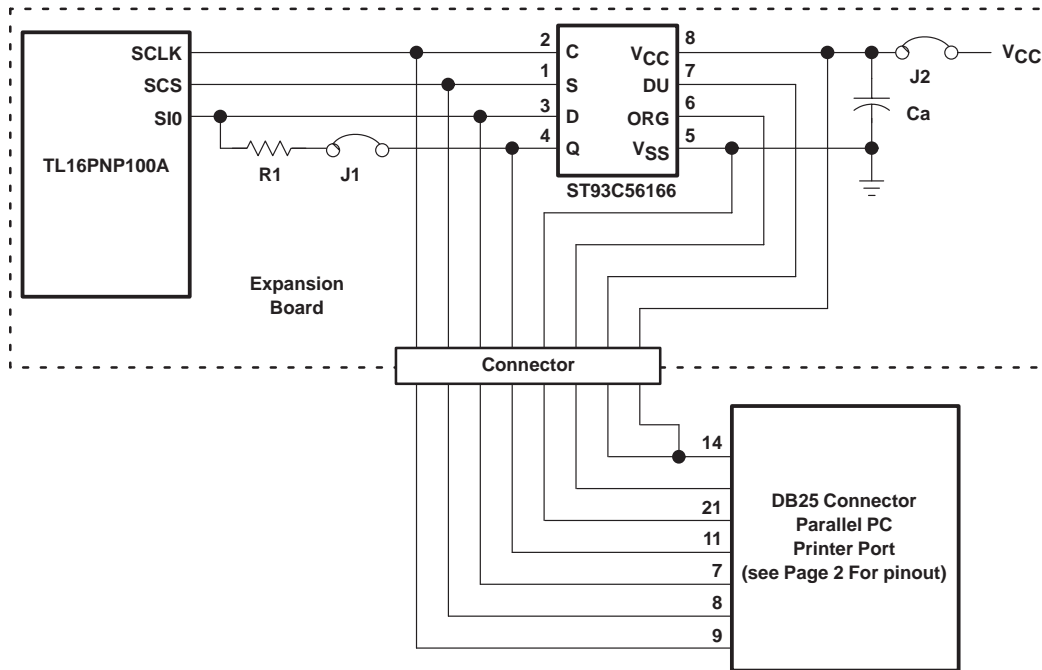 SCLK
SCS
SI0
TL16PNP100A
R1
J1
2
1
3
4
C
S
D
Q
VCC
DU
ORG
VSS
8
7
6
5
ST93C56166
J2
VCC
Ca
Expansion
Board
Connector
14
21
11
7
8
9
DB25 Connector
Parallel PC
Printer Port
(see Page 2 For pinout)